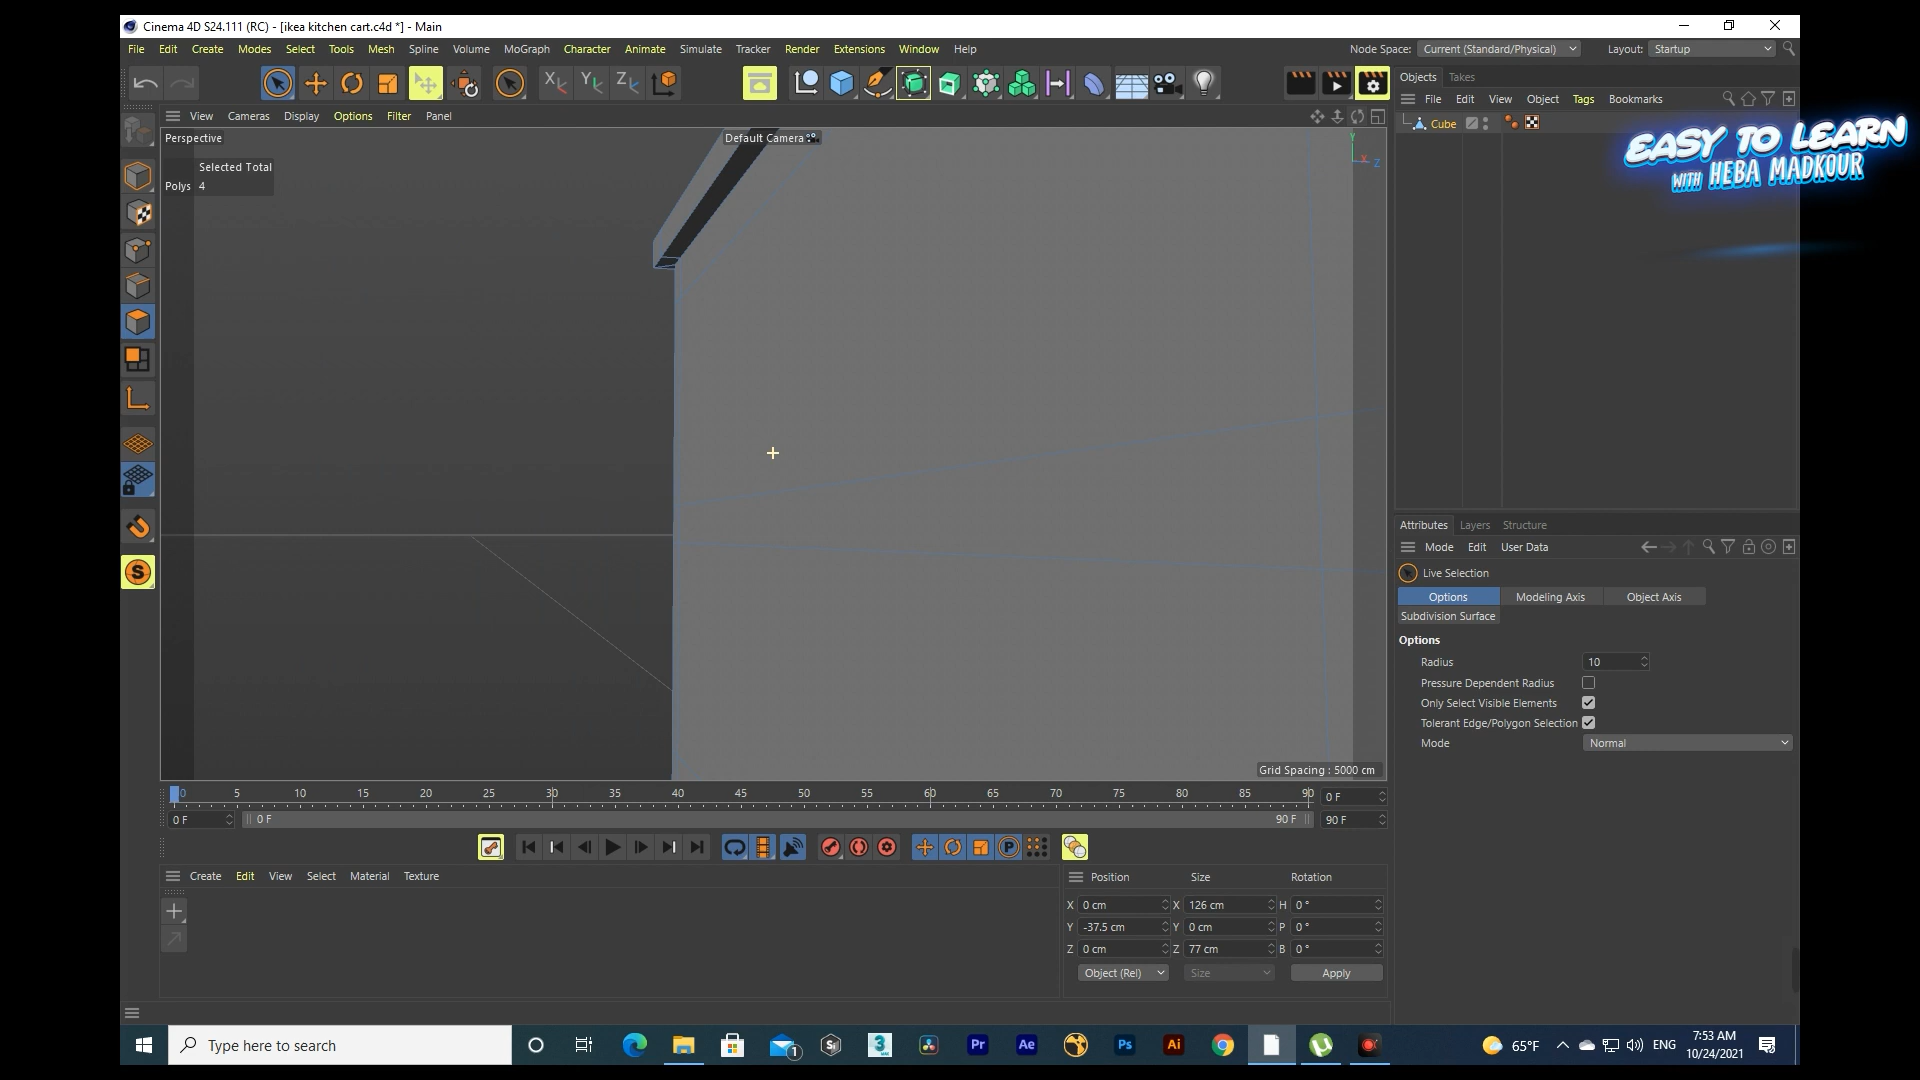 Cinema 4D S24.111 (RC) - [ikea kitchen cart.c4d *] - Main
File Edit Create Modes Select Tools Mesh Spline Volume MoGraph Character Animate Simulate Tracker Render Extensions Window Help
Node Space: Current (Standard/Physical) Layout: Startup
Objects Takes
File Edit View Object Tags Bookmarks
Cube
EASY TO LEARN
WITH HEBA MADKOUR
View Cameras Display Options Filter Panel
Perspective
Default Camera
Selected Total
Polys 4
Y
X
Z
Grid Spacing : 5000 cm
Attributes Layers Structure
Mode Edit User Data
Live Selection
Options Modeling Axis Object Axis
Subdivision Surface
Options
Radius 10
Pressure Dependent Radius
Only Select Visible Elements
Tolerant Edge/Polygon Selection
Mode Normal
0 5 10 15 20 25 30 35 40 45 50 55 60 65 70 75 80 85 90
0 F
0 F 0 F 90 F 90 F
Create Edit View Select Material Texture
Position Size Rotation
X 0 cm X 126 cm H 0 °
Y -37.5 cm Y 0 cm P 0 °
Z 0 cm Z 77 cm B 0 °
Object (Rel) Size Apply
Type here to search
1
Pr Ae Ps Ai
65°F
ENG
7:53 AM
10/24/2021